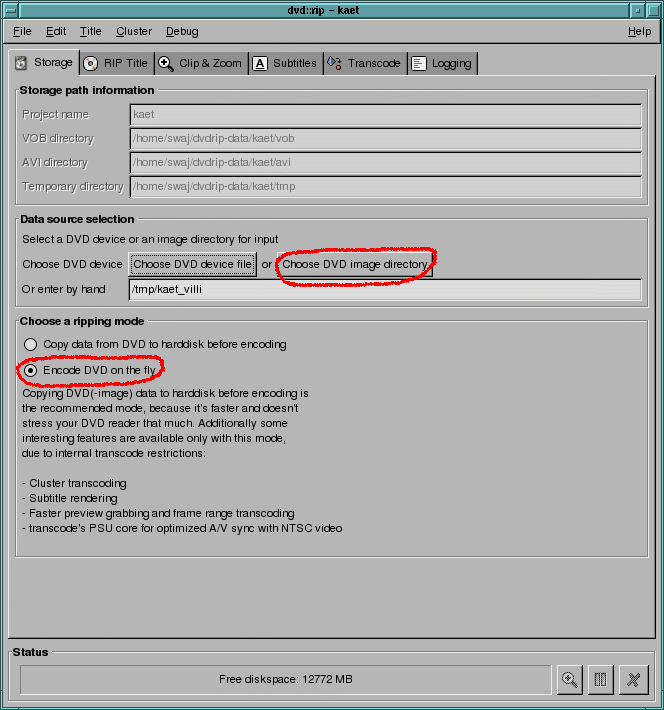 dvd::rip - kaet
File Edit Title Cluster Debug Help
Storage RIP Title Clip & Zoom Subtitles Transcode Logging
Storage path information
Project name kaet
VOB directory /home/swaj/dvdrip-data/kaet/vob
AVI directory /home/swaj/dvdrip-data/kaet/avi
Temporary directory /home/swaj/dvdrip-data/kaet/tmp
Data source selection
Select a DVD device or an image directory for input
Choose DVD device Choose DVD device file or Choose DVD image directory
Or enter by hand /tmp/kaet_villi
Choose a ripping mode
Copy data from DVD to harddisk before encoding
Encode DVD on the fly
Copying DVD(-image) data to harddisk before encoding is
the recommended mode, because it's faster and doesn't
stress your DVD reader that much. Additionally some
interesting features are available only with this mode,
due to internal transcode restrictions:
- Cluster transcoding
- Subtitle rendering
- Faster preview grabbing and frame range transcoding
- transcode's PSU core for optimized A/V sync with NTSC video
Status
Free diskspace: 12772 MB